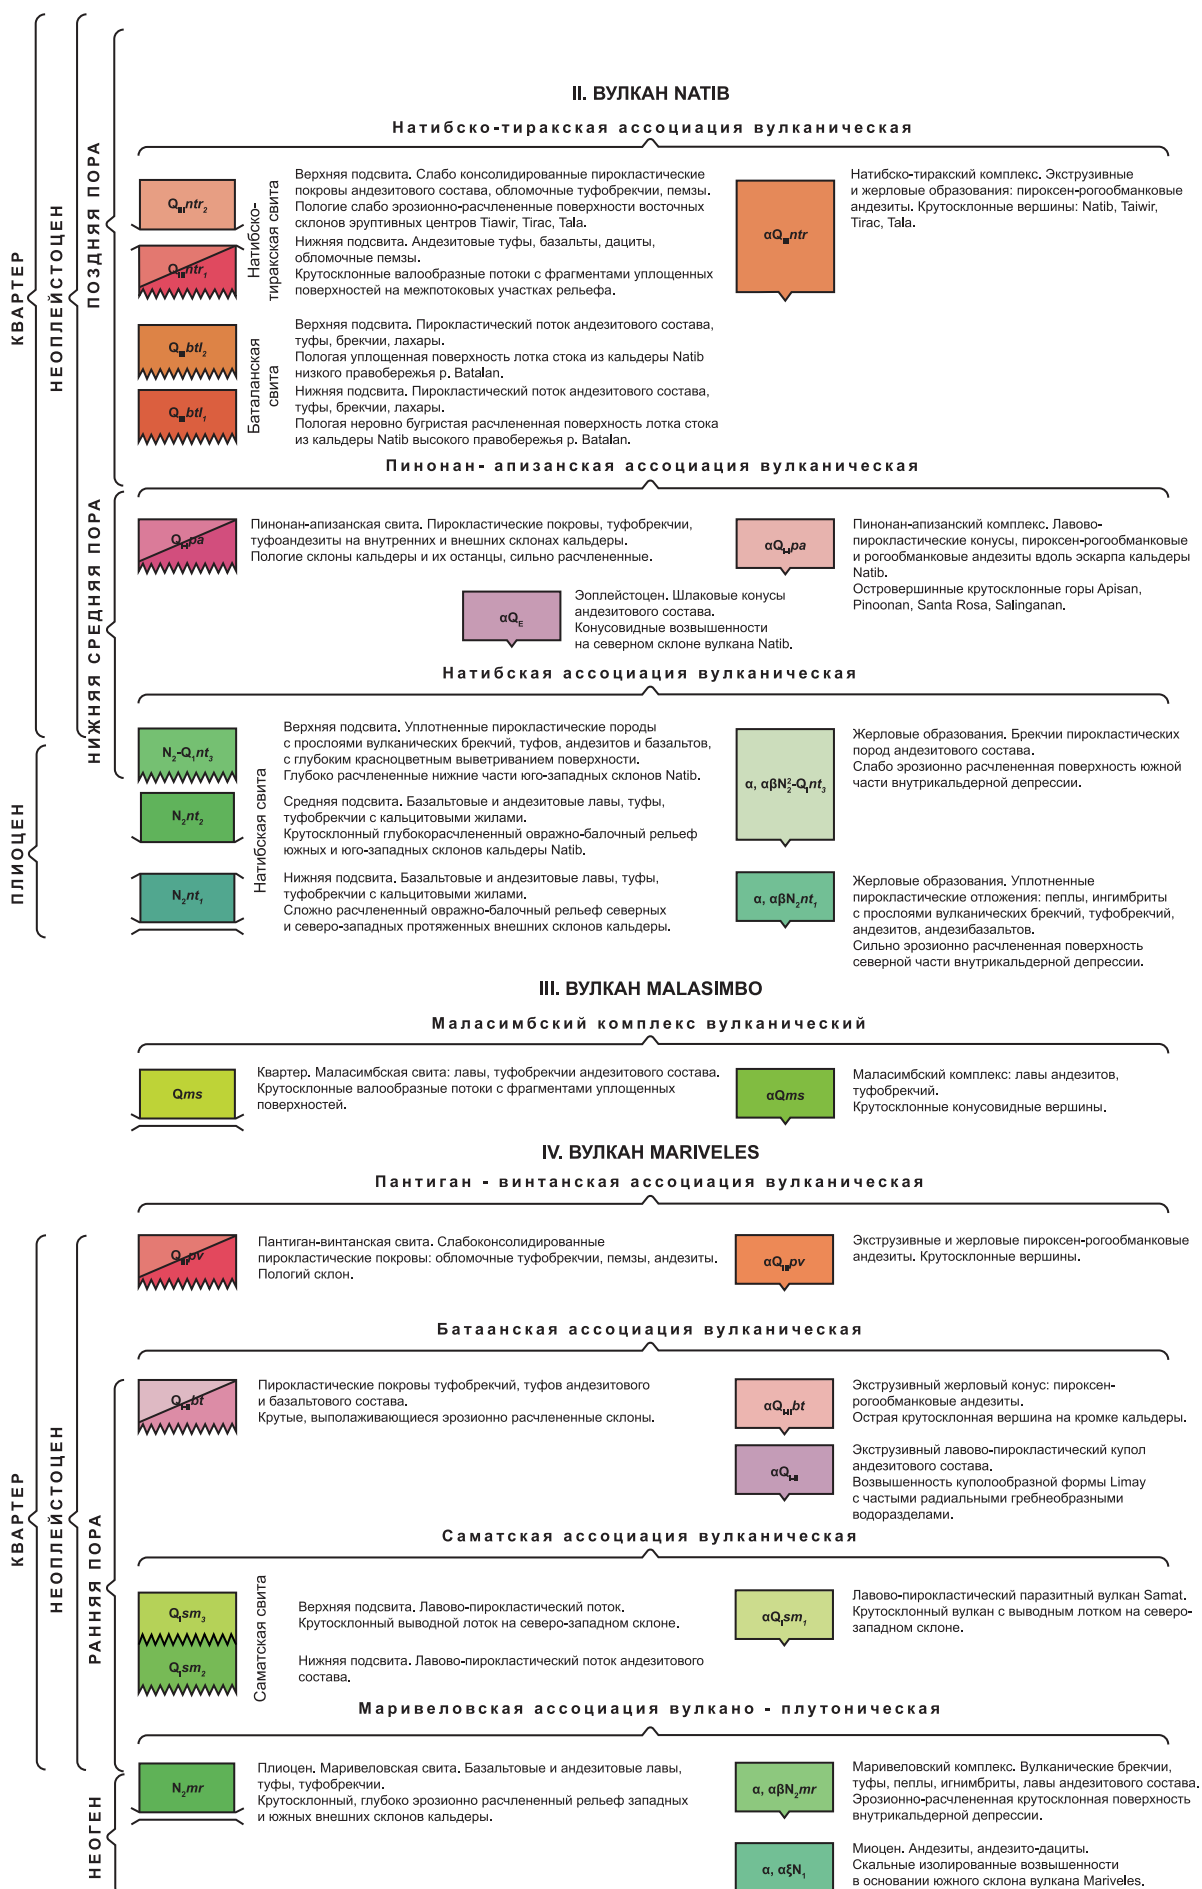 II. ВУЛКАН NATIB
Натибско-тиракская ассоциация вулканическая
КВАРТЕР
НЕОПЛЕЙСТОЦЕН
ПОЗДНЯЯ ПОРА
QIIIntr2
Натибско-
тиракская свита
Верхняя подсвита. Слабо консолидированные пирокластические
покровы андезитового состава, обломочные туфобрекчии, пемзы.
Пологие слабо эрозионно-расчлененные поверхности восточных
склонов эруптивных центров Tiawir, Tirac, Tala.
αQIIIntr
Натибско-тиракский комплекс. Экструзивные
и жерловые образования: пироксен-рогообманковые
андезиты. Крутосклонные вершины: Natib, Taiwir,
Tirac, Tala.
QIIIntr1
Нижняя подсвита. Андезитовые туфы, базальты, дациты,
обломочные пемзы.
Крутосклонные валообразные потоки с фрагментами уплощенных
поверхностей на межпотоковых участках рельефа.
QIIIbtl2
Баталанская
свита
Верхняя подсвита. Пирокластический поток андезитового состава,
туфы, брекчии, лахары.
Пологая уплощенная поверхность лотка стока из кальдеры Natib
низкого правобережья р. Batalan.
QIIIbtl1
Нижняя подсвита. Пирокластический поток андезитового состава,
туфы, брекчии, лахары.
Пологая неровно бугристая расчлененная поверхность лотка стока
из кальдеры Natib высокого правобережья р. Batalan.
Пинонан- апизанская ассоциация вулканическая
НИЖНЯЯ СРЕДНЯЯ ПОРА
QI-IIpa
Пинонан-апизанская свита. Пирокластические покровы, туфобрекчии,
туфоандезиты на внутренних и внешних склонах кальдеры.
Пологие склоны кальдеры и их останцы, сильно расчлененные.
αQI-IIpa
Пинонан-апизанский комплекс. Лавово-
пирокластические конусы, пироксен-рогообманковые
и рогообманковые андезиты вдоль эскарпа кальдеры
Natib.
Островершинные крутосклонные горы Apisan,
Pinoonan, Santa Rosa, Salinganan.
αQE
Эоплейстоцен. Шлаковые конусы
андезитового состава.
Конусовидные возвышенности
на северном склоне вулкана Natib.
Натибская ассоциация вулканическая
ПЛИОЦЕН
N2-Q1nt3
Натибская свита
Верхняя подсвита. Уплотненные пирокластические породы
с прослоями вулканических брекчий, туфов, андезитов и базальтов,
с глубоким красноцветным выветриванием поверхности.
Глубоко расчлененные нижние части юго-западных склонов Natib.
α, αβN22-QInt3
Жерловые образования. Брекчии пирокластических
пород андезитового состава.
Слабо эрозионно расчлененная поверхность южной
части внутрикальдерной депрессии.
N2nt2
Средняя подсвита. Базальтовые и андезитовые лавы, туфы,
туфобрекчии с кальцитовыми жилами.
Крутосклонный глубокорасчлененный овражно-балочный рельеф
южных и юго-западных склонов кальдеры Natib.
N2nt1
Нижняя подсвита. Базальтовые и андезитовые лавы, туфы,
туфобрекчии с кальцитовыми жилами.
Сложно расчлененный овражно-балочный рельеф северных
и северо-западных протяженных внешних склонов кальдеры.
α, αβN2nt1
Жерловые образования. Уплотненные
пирокластические отложения: пеплы, ингимбриты
с прослоями вулканических брекчий, туфобрекчий,
андезитов, андезибазальтов.
Сильно эрозионно расчлененная поверхность
северной части внутрикальдерной депрессии.
III. ВУЛКАН MALASIMBO
Маласимбский комплекс вулканический
Qms
Квартер. Маласимбская свита: лавы, туфобрекчии андезитового состава.
Крутосклонные валообразные потоки с фрагментами уплощенных
поверхностей.
αQms
Маласимбский комплекс: лавы андезитов,
туфобрекчий.
Крутосклонные конусовидные вершины.
IV. ВУЛКАН MARIVELES
Пантиган - винтанская ассоциация вулканическая
КВАРТЕР
НЕОПЛЕЙСТОЦЕН
QIIIpv
Пантиган-винтанская свита. Слабоконсолидированные
пирокластические покровы: обломочные туфобрекчии, пемзы, андезиты.
Пологий склон.
αQIIIpv
Экструзивные и жерловые пироксен-рогообманковые
андезиты. Крутосклонные вершины.
Батаанская ассоциация вулканическая
РАННЯЯ ПОРА
QI-IIbt
Пирокластические покровы туфобрекчий, туфов андезитового
и базальтового состава.
Крутые, выполаживающиеся эрозионно расчлененные склоны.
αQI-IIbt
Экструзивный жерловый конус: пироксен-
рогообманковые андезиты.
Острая крутосклонная вершина на кромке кальдеры.
αQI-II
Экструзивный лавово-пирокластический купол
андезитового состава.
Возвышенность куполообразной формы Limay
с частыми радиальными гребнеобразными
водоразделами.
Саматская ассоциация вулканическая
QIsm3
Саматская свита
Верхняя подсвита. Лавово-пирокластический поток.
Крутосклонный выводной лоток на северо-западном склоне.
αQIsm1
Лавово-пирокластический паразитный вулкан Samat.
Крутосклонный вулкан с выводным лотком на северо-
западном склоне.
QIsm2
Нижняя подсвита. Лавово-пирокластический поток андезитового
состава.
Маривеловская ассоциация вулкано - плутоническая
НЕОГЕН
N2mr
Плиоцен. Маривеловская свита. Базальтовые и андезитовые лавы,
туфы, туфобрекчии.
Крутосклонный, глубоко эрозионно расчлененный рельеф западных
и южных внешних склонов кальдеры.
α, αβN2mr
Маривеловский комплекс. Вулканические брекчии,
туфы, пеплы, игнимбриты, лавы андезитового состава.
Эрозионно-расчлененная крутосклонная поверхность
внутрикальдерной депрессии.
α, αξN1
Миоцен. Андезиты, андезито-дациты.
Скальные изолированные возвышенности
в основании южного склона вулкана Mariveles.